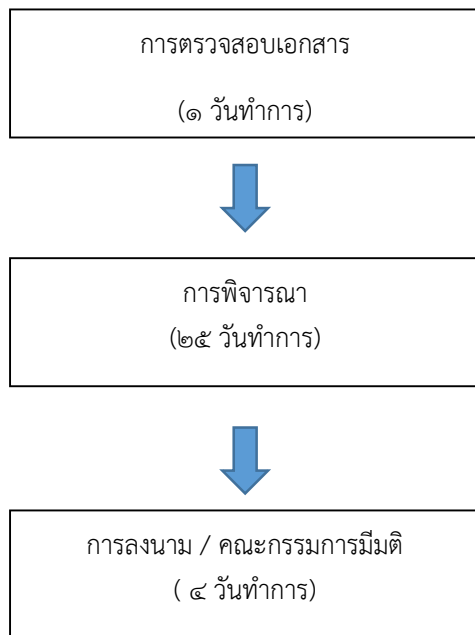 การตรวจสอบเอกสาร
(๑ วันทำการ)
การพิจารณา
(๒๕ วันทำการ)
การลงนาม / คณะกรรมการมีมติ
( ๔ วันทำการ)